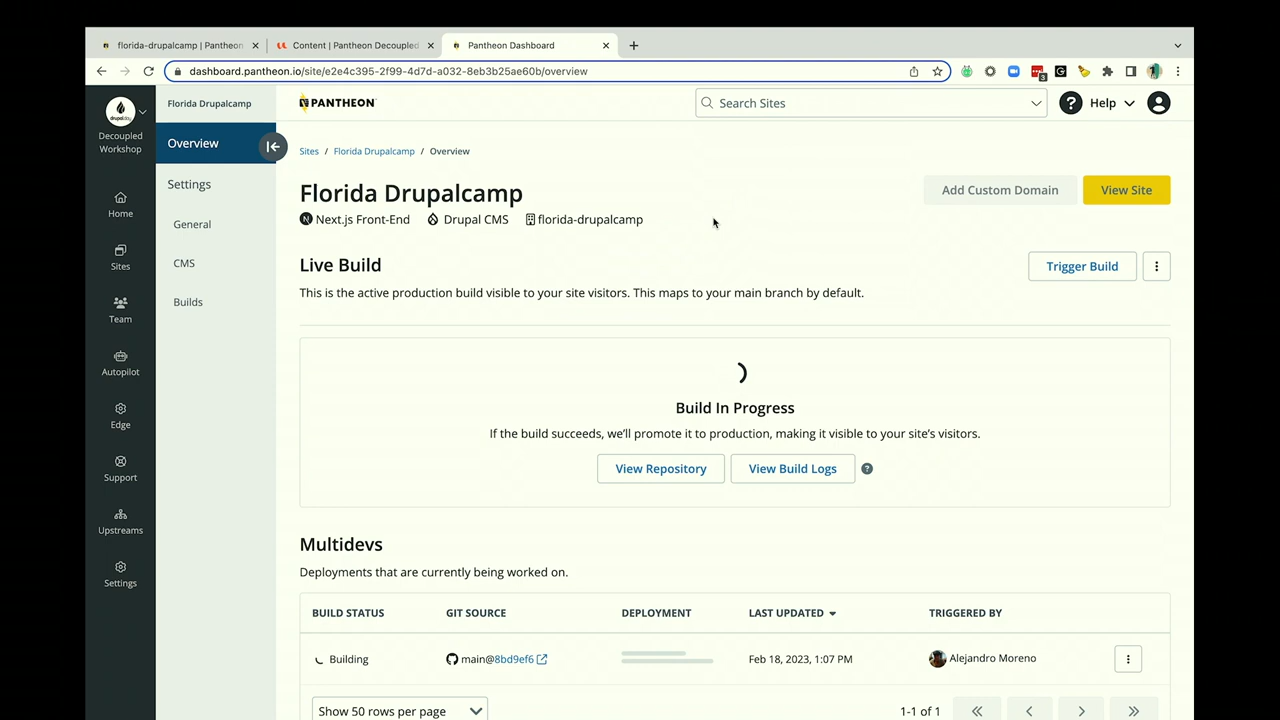 florida-drupalcamp | Pantheon
Content | Pantheon Decoupled
Pantheon Dashboard
dashboard.pantheon.io/site/e2e4c395-2f99-4d7d-a032-8eb3b25ae60b/overview
3
drupalday
Decoupled
Workshop
Home
Sites
Team
Autopilot
Edge
Support
Upstreams
Settings
Florida Drupalcamp
Overview
Settings
General
CMS
Builds
PANTHEON
Search Sites
? Help
Sites / Florida Drupalcamp / Overview
Florida Drupalcamp
Add Custom Domain
View Site
N Next.js Front-End Drupal CMS florida-drupalcamp
Live Build
Trigger Build
This is the active production build visible to your site visitors. This maps to your main branch by default.
Build In Progress
If the build succeeds, we'll promote it to production, making it visible to your site's visitors.
View Repository
View Build Logs
?
Multidevs
Deployments that are currently being worked on.
BUILD STATUS GIT SOURCE DEPLOYMENT LAST UPDATED TRIGGERED BY
Building main@8bd9ef6 Feb 18, 2023, 1:07 PM Alejandro Moreno
Show 50 rows per page 1-1 of 1